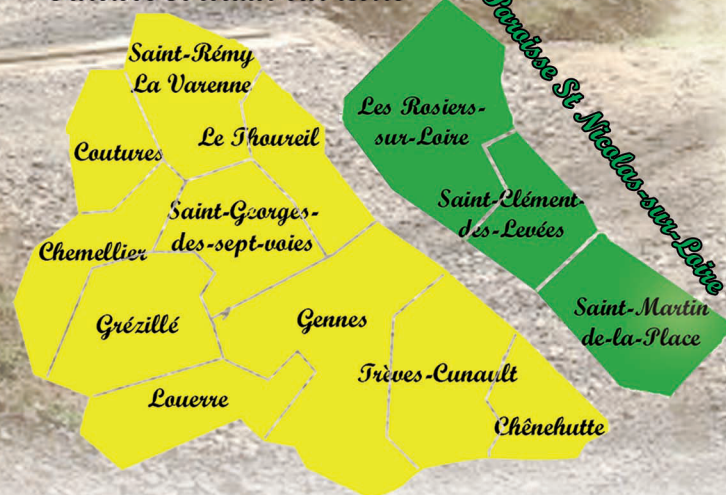 Paroisse St Nicolas-sur-Loire
Saint-Rémy
La Varenne
Les Rosiers-
sur-Loire
Le Thoureil
Coutures
Saint-Clément-
des-Levées
Saint-Georges-
des-sept-voies
Chemellier
Saint-Martin
de-la-Place
Grézillé
Gennes
Trèves-Cunault
Louerre
Chênehutte